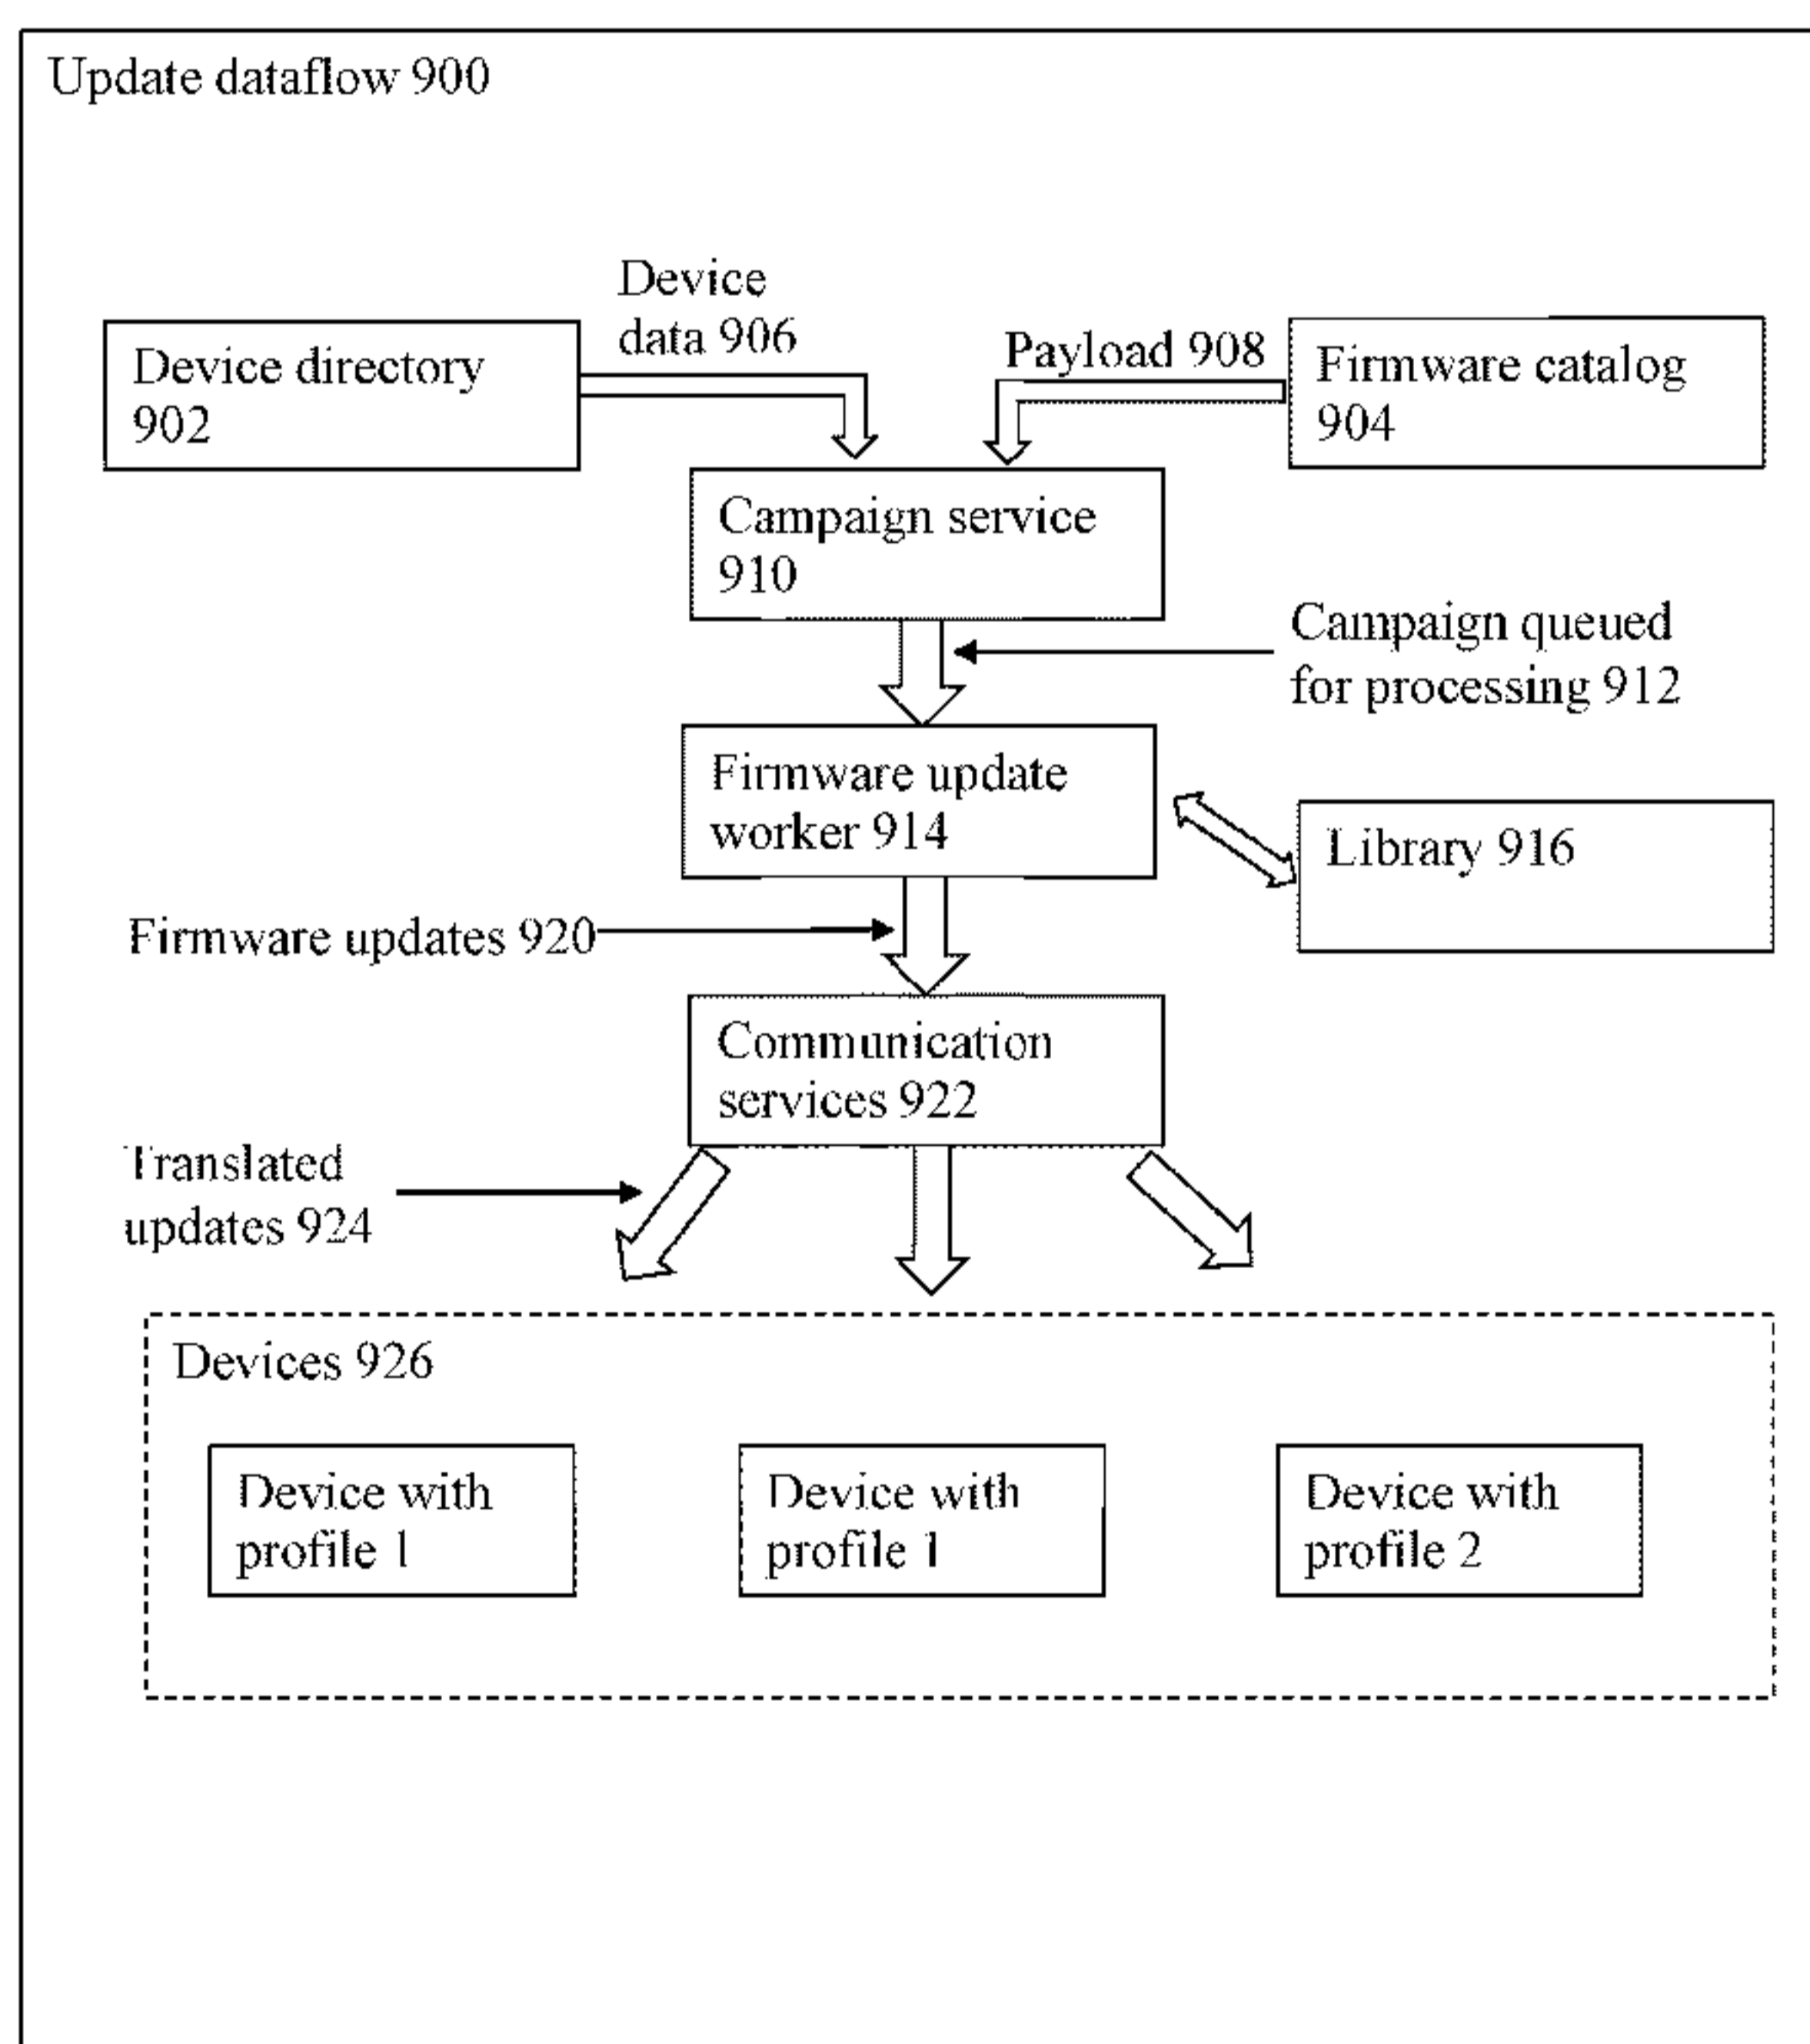 Update dataflow 900
Device
data 906
Payload 908
Device directory
902
Firmware catalog
904
Campaign service
910
Campaign queued
for processing 912
Firmware update
worker 914
Library 916
Firmware updates 920
Communication
services 922
Translated
updates 924
Devices 926
Device with
profile 1
Device with
profile 1
Device with
profile 2